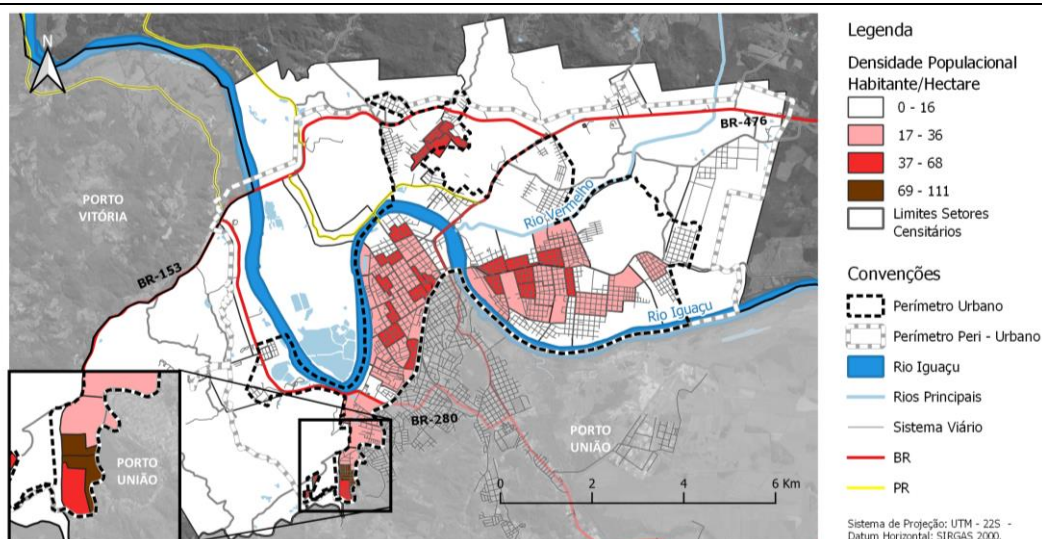 N
PORTO
VITÓRIA
BR-153
BR-476
Rio Vermelho
Rio Iguaçu
BR-280
PORTO
UNIÃO
PORTO
UNIÃO
0 2 4 6 Km
Legenda
Densidade Populacional
Habitante/Hectare
0 - 16
17 - 36
37 - 68
69 - 111
Limites Setores
Censitários
Convenções
Perímetro Urbano
Perímetro Peri - Urbano
Rio Iguaçu
Rios Principais
Sistema Viário
BR
PR
Sistema de Projeção: UTM - 22S -
Datum Horizontal: SIRGAS 2000.